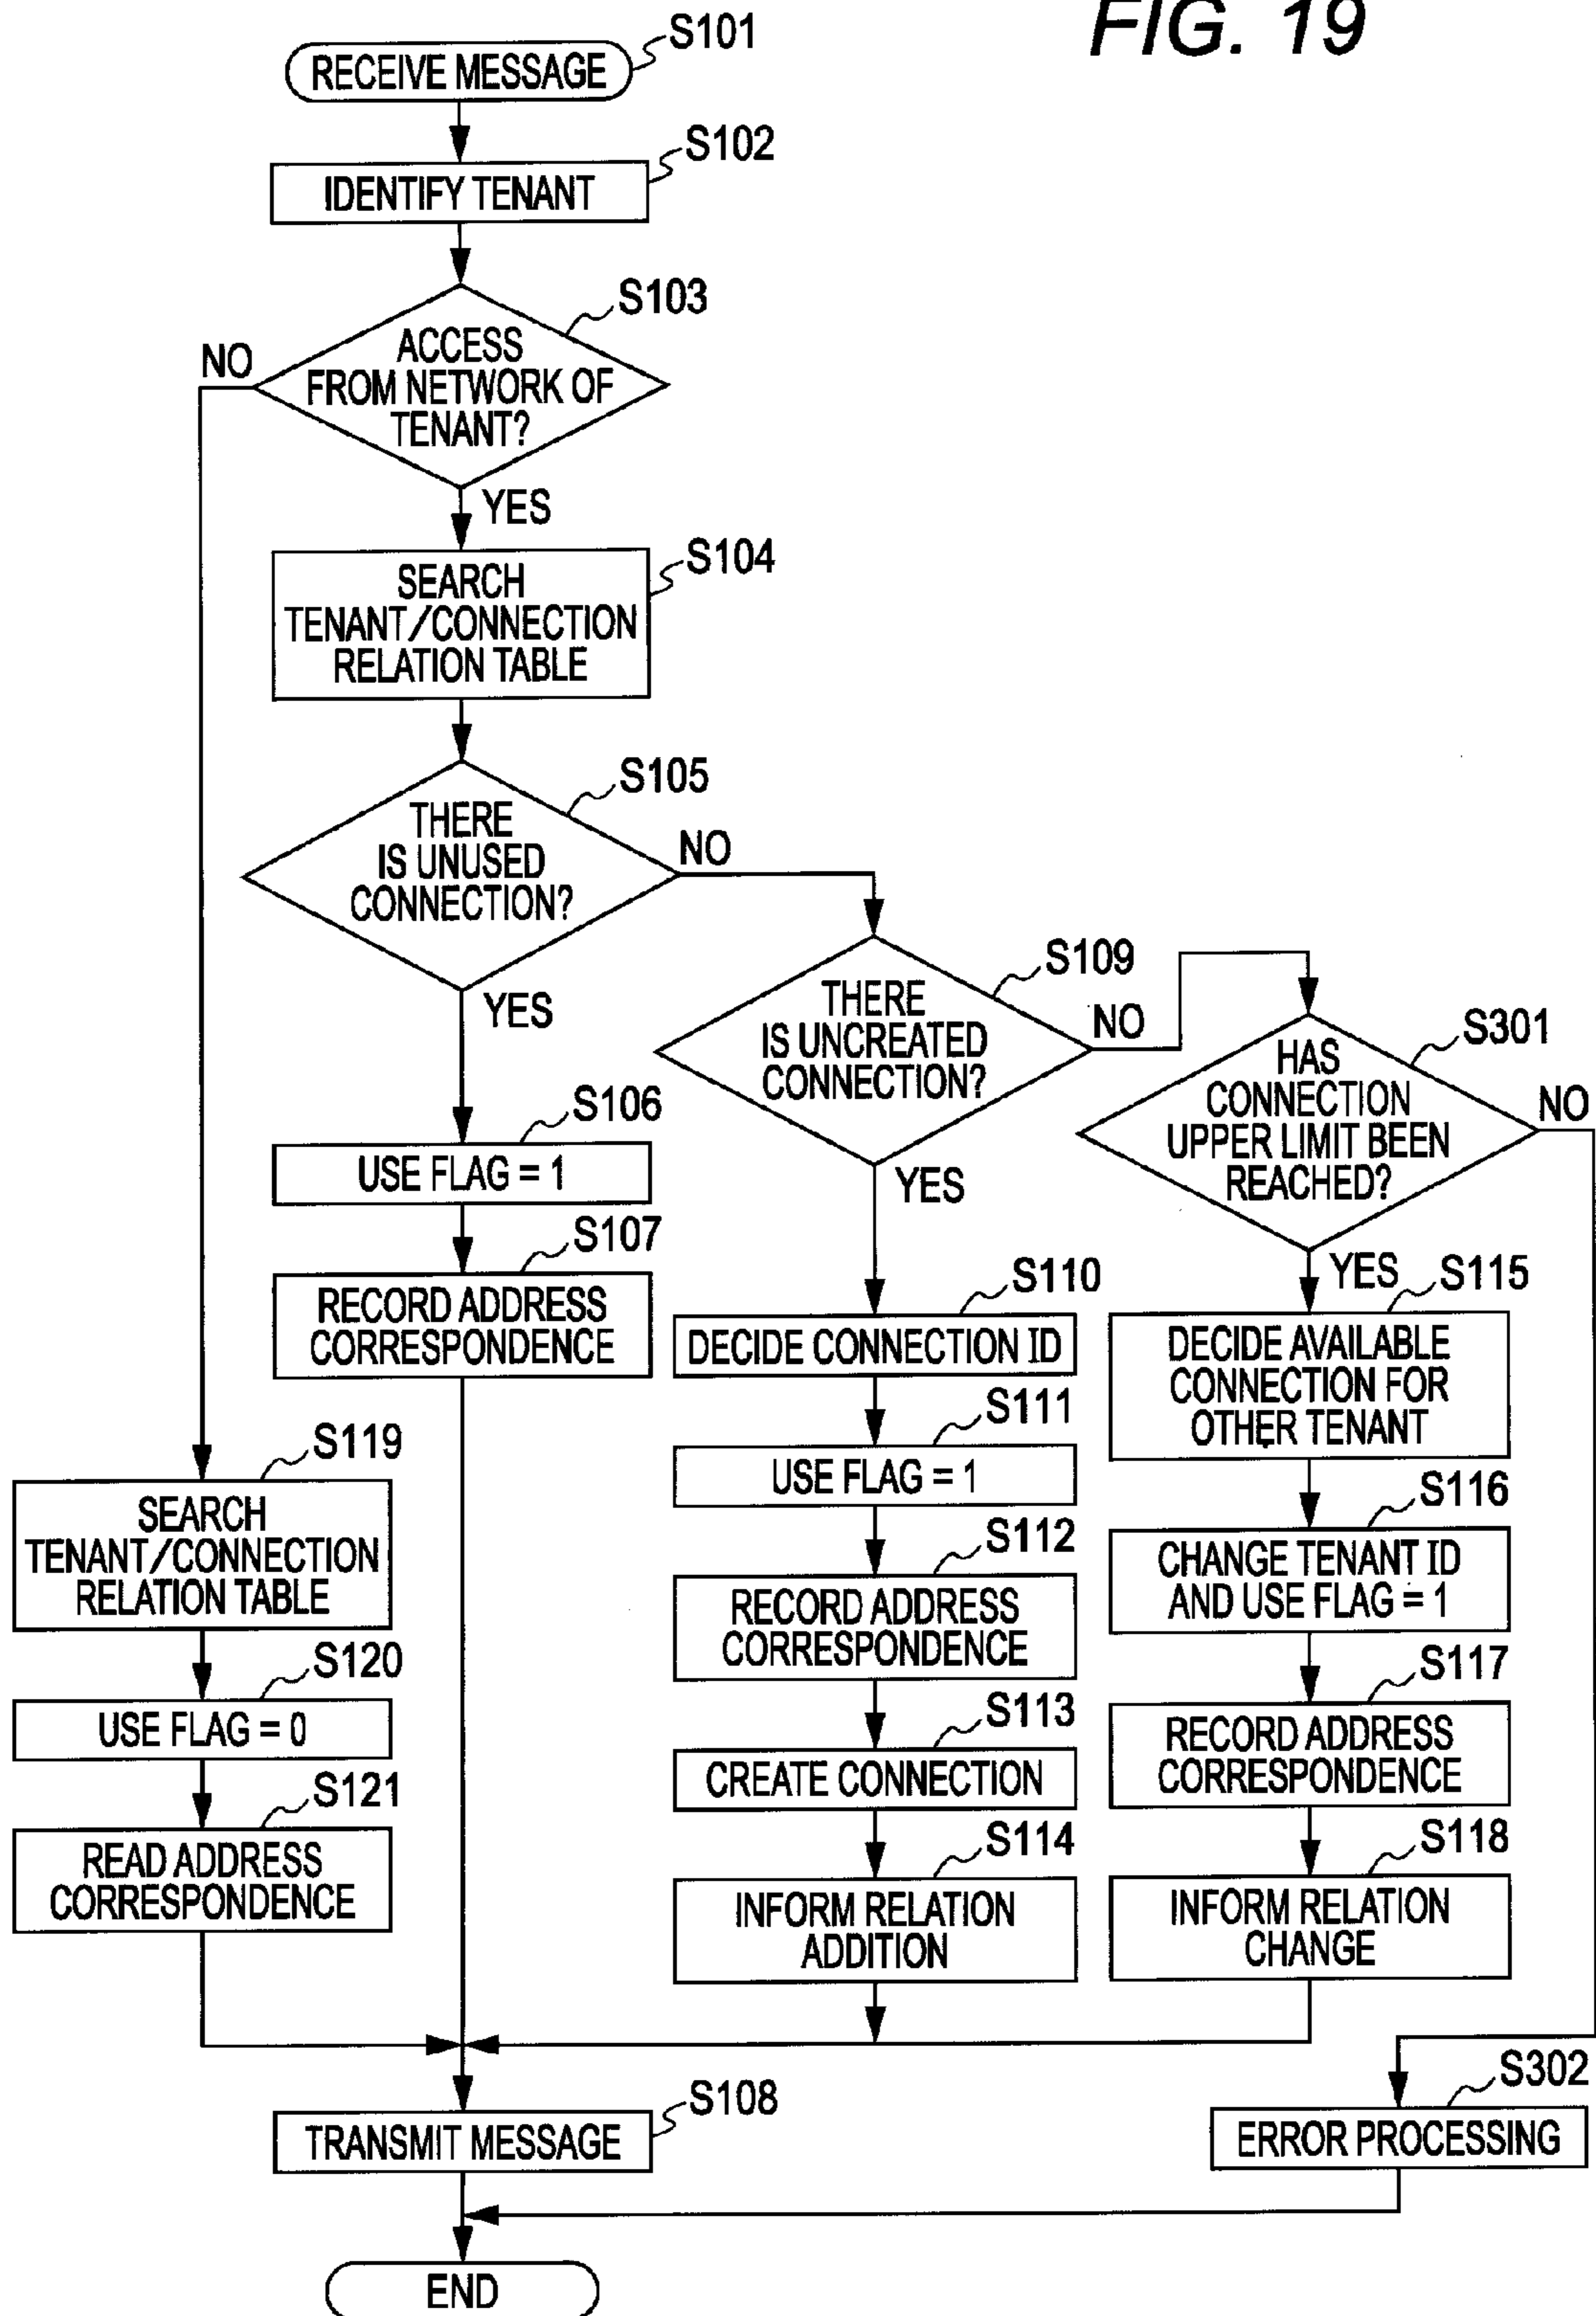 FIG. 19
S101
RECEIVE MESSAGE
S102
IDENTIFY TENANT
S103
ACCESS
FROM NETWORK OF
TENANT?
NO
YES
S104
SEARCH
TENANT/CONNECTION
RELATION TABLE
S105
THERE
IS UNUSED
CONNECTION?
NO
YES
S106
USE FLAG = 1
S107
RECORD ADDRESS
CORRESPONDENCE
S109
THERE
IS UNCREATED
CONNECTION?
NO
YES
S301
HAS
CONNECTION
UPPER LIMIT BEEN
REACHED?
NO
YES
S110
DECIDE CONNECTION ID
S111
USE FLAG = 1
S112
RECORD ADDRESS
CORRESPONDENCE
S113
CREATE CONNECTION
S114
INFORM RELATION
ADDITION
S115
DECIDE AVAILABLE
CONNECTION FOR
OTHER TENANT
S116
CHANGE TENANT ID
AND USE FLAG = 1
S117
RECORD ADDRESS
CORRESPONDENCE
S118
INFORM RELATION
CHANGE
S119
SEARCH
TENANT/CONNECTION
RELATION TABLE
S120
USE FLAG = 0
S121
READ ADDRESS
CORRESPONDENCE
S108
TRANSMIT MESSAGE
S302
ERROR PROCESSING
END